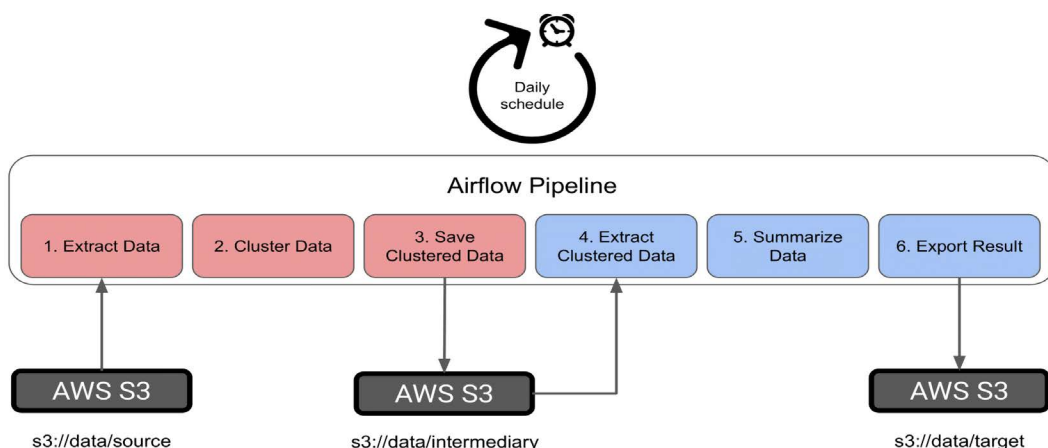 Daily
schedule
Airflow Pipeline
1. Extract Data
2. Cluster Data
3. Save
Clustered Data
4. Extract
Clustered Data
5. Summarize
Data
6. Export Result
AWS S3
AWS S3
AWS S3
s3://data/source
s3://data/intermediary
s3://data/target